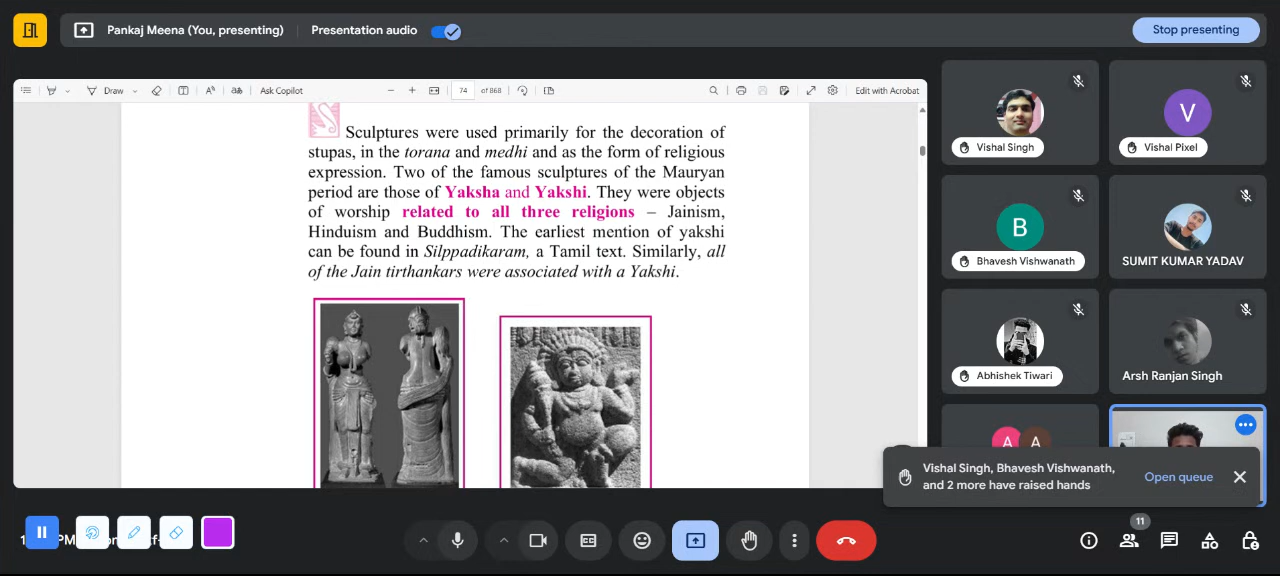 Pankaj Meena (You, presenting)
Presentation audio
Stop presenting
Draw
Ask Copilot
74
of 868
Edit with Acrobat
Sculptures were used primarily for the decoration of
stupas, in the torana and medhi and as the form of religious
expression. Two of the famous sculptures of the Mauryan
period are those of Yaksha and Yakshi. They were objects
of worship related to all three religions – Jainism,
Hinduism and Buddhism. The earliest mention of yakshi
can be found in Silppadikaram, a Tamil text. Similarly, all
of the Jain tirthankars were associated with a Yakshi.
Vishal Singh
V
Vishal Pixel
B
Bhavesh Vishwanath
SUMIT KUMAR YADAV
Abhishek Tiwari
Arsh Ranjan Singh
A
A
Vishal Singh, Bhavesh Vishwanath,
and 2 more have raised hands
Open queue
11